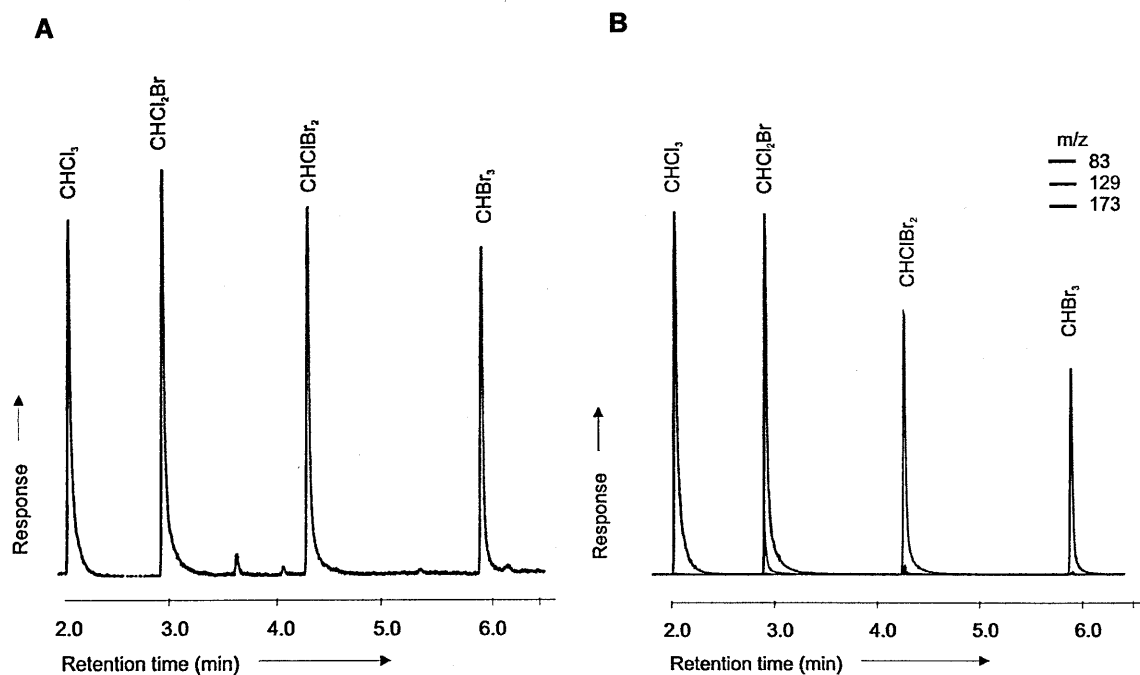 A
CHCl₃
CHCl₂Br
CHClBr₂
CHBr₃
Response
2.0 3.0 4.0 5.0 6.0
Retention time (min)
B
CHCl₃
CHCl₂Br
CHClBr₂
CHBr₃
m/z
83
129
173
Response
2.0 3.0 4.0 5.0 6.0
Retention time (min)